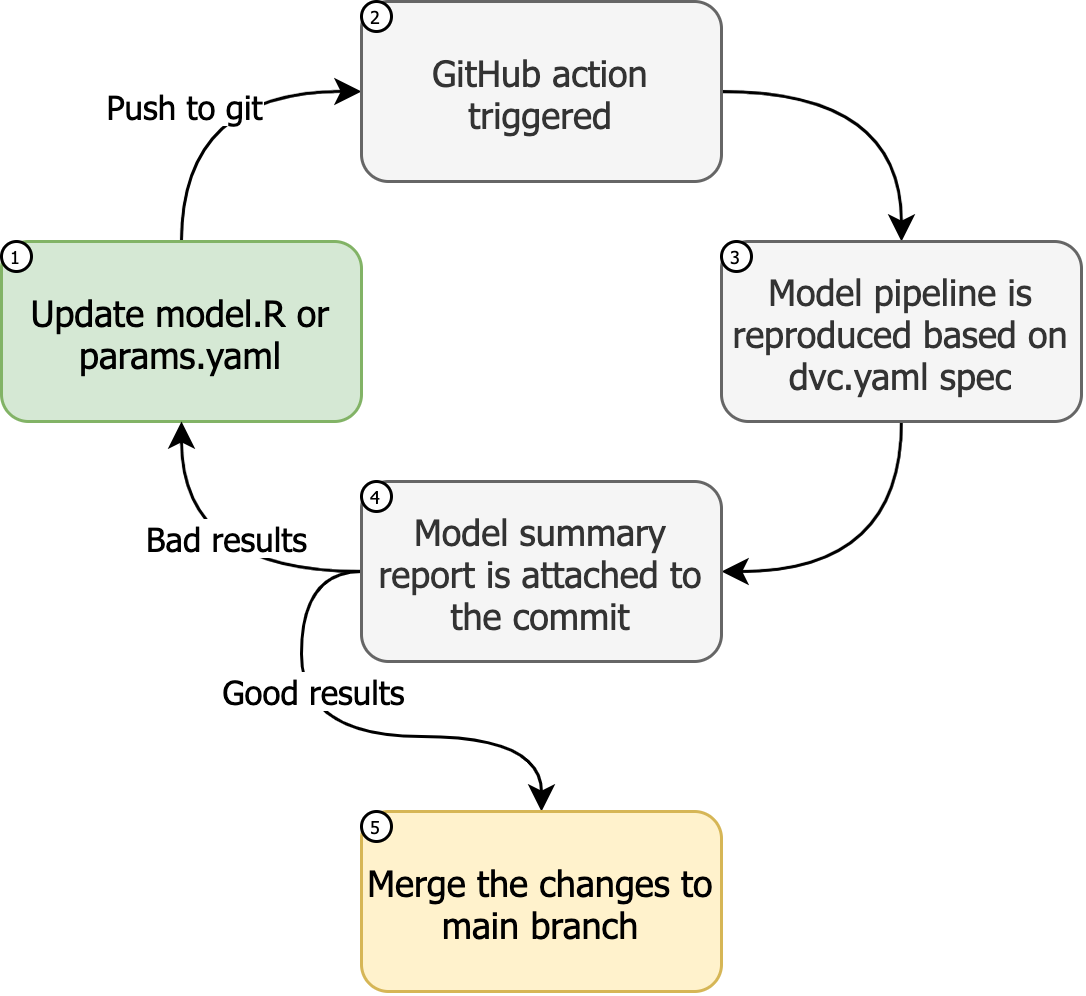 2
GitHub action
triggered
Push to git
1
Update model.R or
params.yaml
3
Model pipeline is
reproduced based on
dvc.yaml spec
4
Model summary
report is attached to
the commit
Bad results
Good results
5
Merge the changes to
main branch